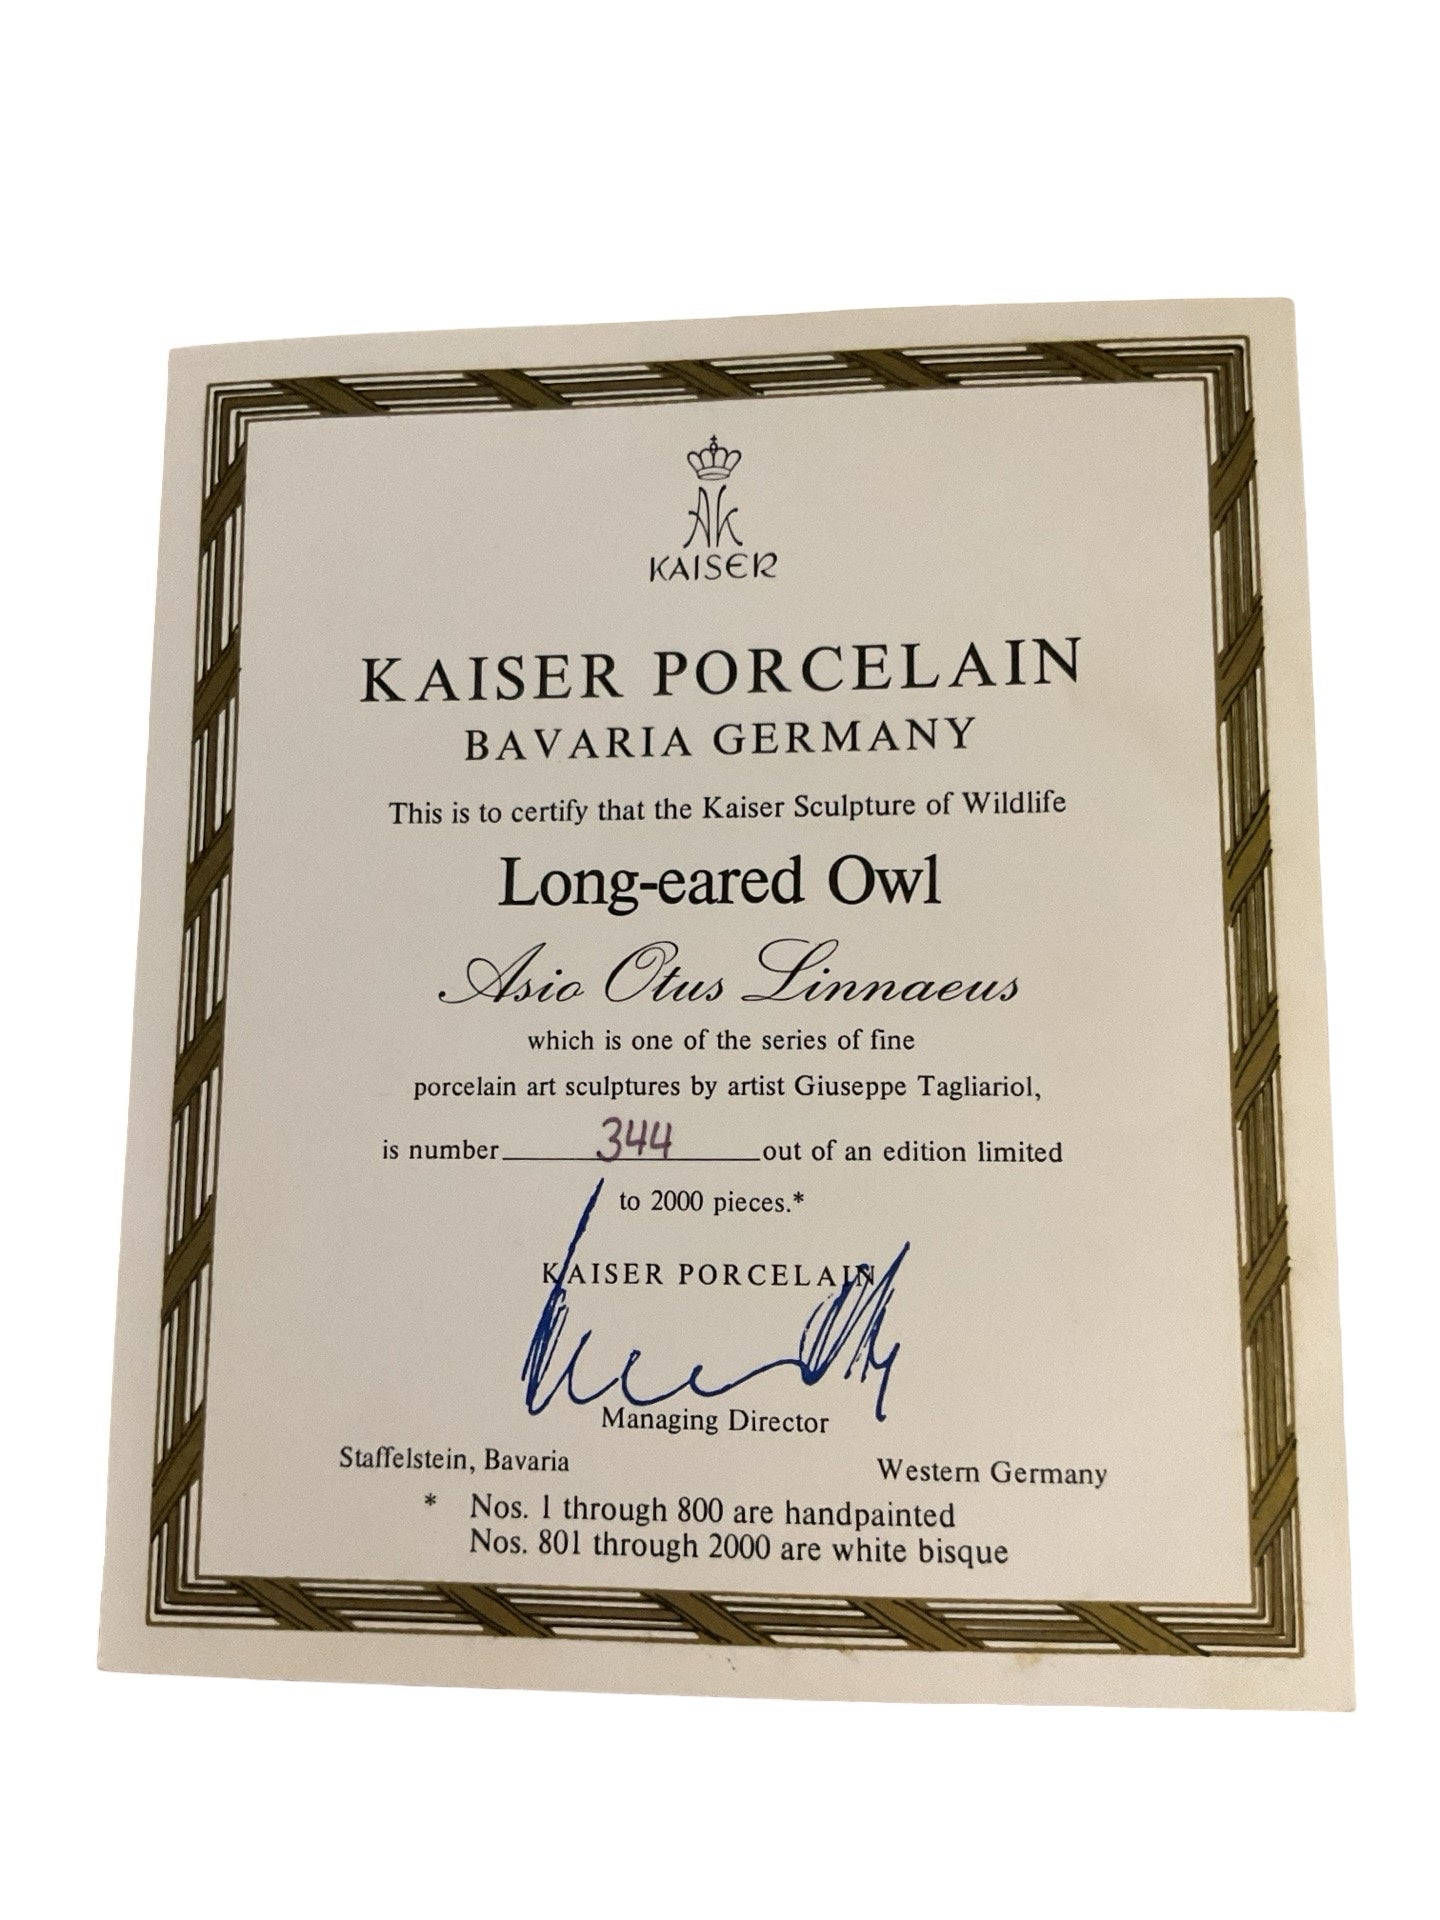 AK
KAISER
KAISER PORCELAIN
BAVARIA GERMANY
This is to certify that the Kaiser Sculpture of Wildlife
Long-eared Owl
Asio Otus Linnaeus
which is one of the series of fine
porcelain art sculptures by artist Giuseppe Tagliariol,
is number 344 out of an edition limited
to 2000 pieces.*
KAISER PORCELAIN
Managing Director
Staffelstein, Bavaria Western Germany
* Nos. 1 through 800 are handpainted
Nos. 801 through 2000 are white bisque